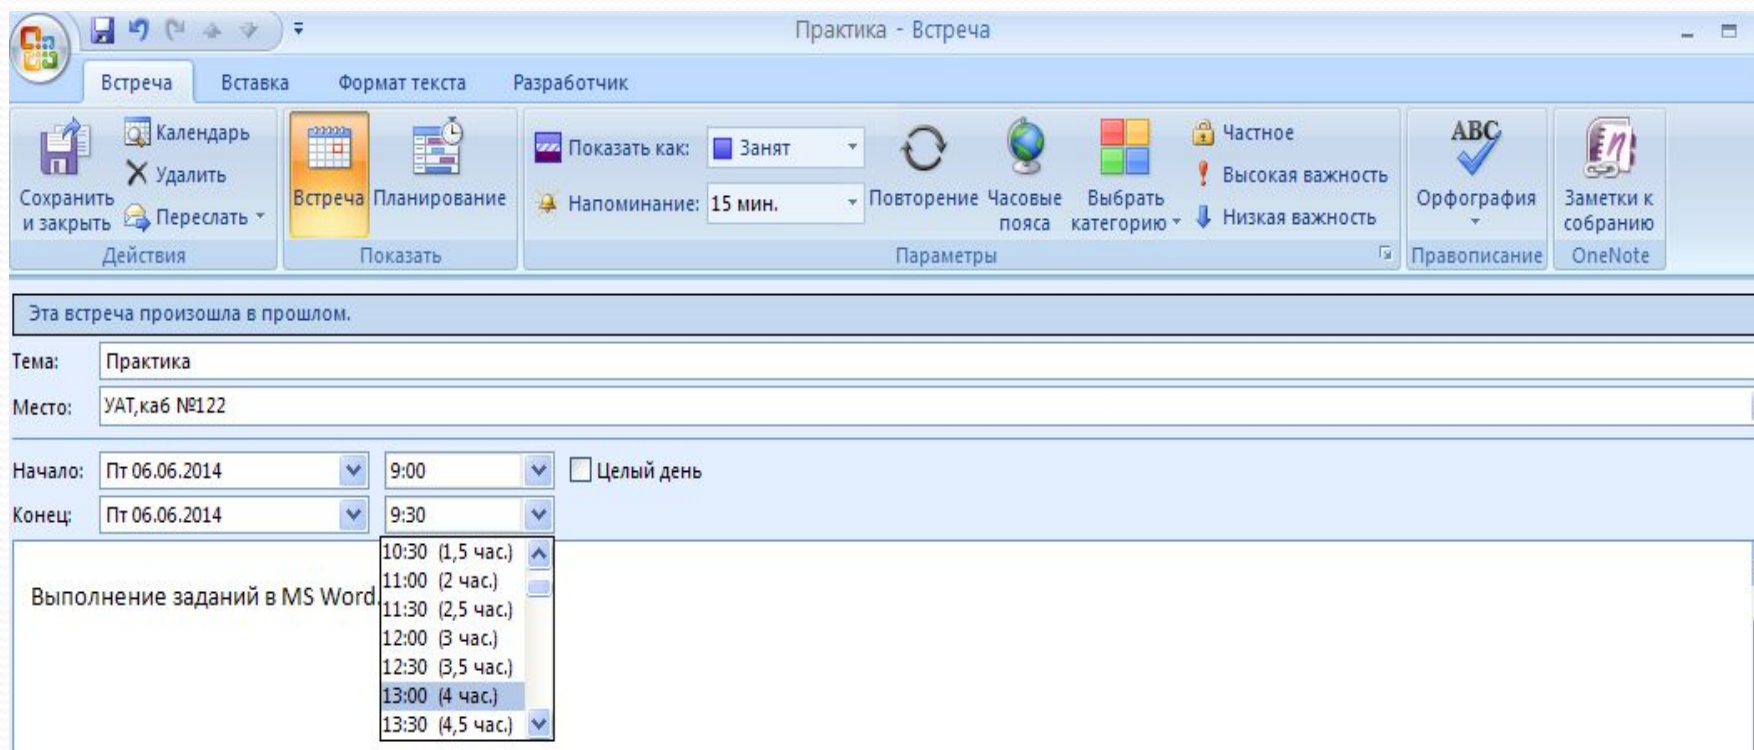 Практика - Встреча
Встреча Вставка Формат текста Разработчик
Сохранить и закрыть
Календарь
Удалить
Переслать
Действия
Встреча
Планирование
Показать
Показать как: Занят
Напоминание: 15 мин.
Повторение
Часовые пояса
Выбрать категорию
Частное
Высокая важность
Низкая важность
Параметры
ABC
Орфография
Правописание
Заметки к собранию
OneNote
Эта встреча произошла в прошлом.
Тема: Практика
Место: УАТ,каб №122
Начало: Пт 06.06.2014 9:00 Целый день
Конец: Пт 06.06.2014 9:30
10:30 (1,5 час.)
11:00 (2 час.)
11:30 (2,5 час.)
12:00 (3 час.)
12:30 (3,5 час.)
13:00 (4 час.)
13:30 (4,5 час.)
Выполнение заданий в MS Word.